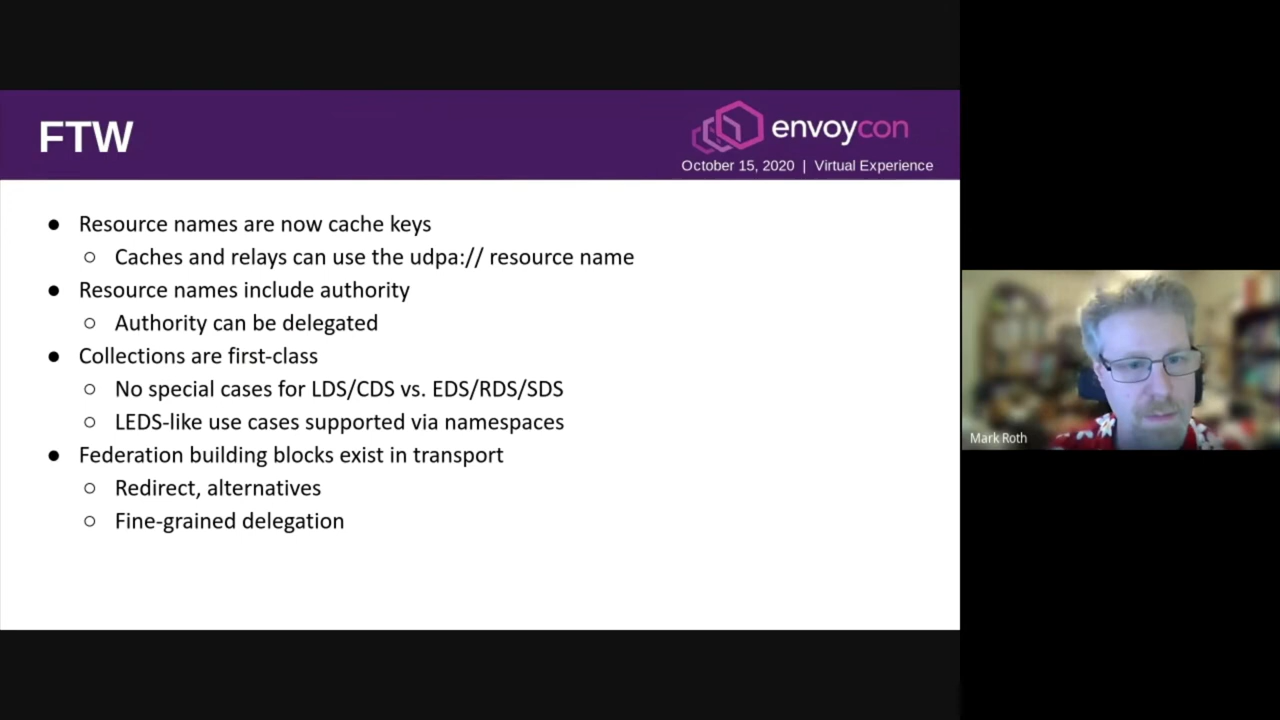 FTW
envoycon
October 15, 2020 | Virtual Experience
● Resource names are now cache keys
○ Caches and relays can use the udpa:// resource name
● Resource names include authority
○ Authority can be delegated
● Collections are first-class
○ No special cases for LDS/CDS vs. EDS/RDS/SDS
○ LEDS-like use cases supported via namespaces
● Federation building blocks exist in transport
○ Redirect, alternatives
○ Fine-grained delegation
Mark Roth